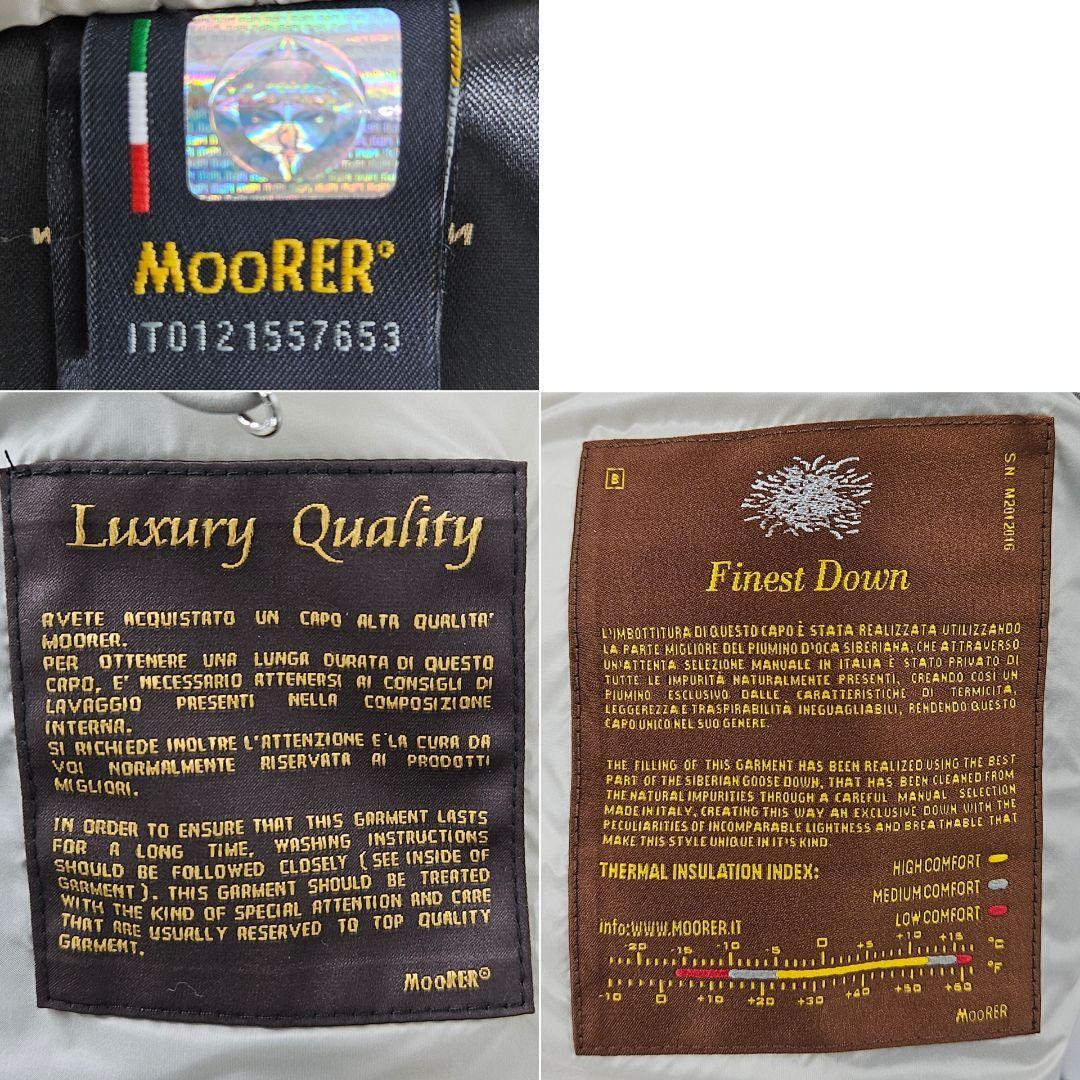 MOORER®
IT0121557653
Luxury Quality
AVETE ACQUISTATO UN CAPO ALTA QUALITA'
MOORER.
PER OTTENERE UNA LUNGA DURATA DI QUESTO
CAPO, E' NECESSARIO ATTENERSI AI CONSIGLI DI
LAVAGGIO PRESENTI NELLA COMPOSIZIONE
INTERNA.
SI RICHIEDE INOLTRE L'ATTENZIONE E LA CURA DA
VOI NORMALMENTE RISERVATA AI PRODOTTI
MIGLIORI.
IN ORDER TO ENSURE THAT THIS GARMENT LASTS
FOR A LONG TIME, WASHING INSTRUCTIONS
SHOULD BE FOLLOWED CLOSELY (SEE INSIDE OF
GARMENT). THIS GARMENT SHOULD BE TREATED
WITH THE KIND OF SPECIAL ATTENTION AND CARE
THAT ARE USUALLY RESERVED TO TOP QUALITY
GARMENT.
MOORER®
B
S.N. M2012016
Finest Down
L'IMBOTTITURA DI QUESTO CAPO È STATA REALIZZATA UTILIZZANDO
LA PARTE MIGLIORE DEL PIUMINO D'OCA SIBERIANA, CHE ATTRAVERSO
UN'ATTENTA SELEZIONE MANUALE IN ITALIA È STATO PRIVATO DI
TUTTE LE IMPURITÀ NATURALMENTE PRESENTI, CREANDO COSÌ UN
PIUMINO ESCLUSIVO DALLE CARATTERISTICHE DI TERMICITÀ,
LEGGEREZZA E TRASPIRABILITÀ INEGUAGLIABILI, RENDENDO QUESTO
CAPO UNICO NEL SUO GENERE.
THE FILLING OF THIS GARMENT HAS BEEN REALIZED USING THE BEST
PART OF THE SIBERIAN GOOSE DOWN, THAT HAS BEEN CLEANED FROM
THE NATURAL IMPURITIES THROUGH A CAREFUL MANUAL SELECTION
MADE IN ITALY, CREATING THIS WAY AN EXCLUSIVE DOWN WITH THE
PECULIARITIES OF INCOMPARABLE LIGHTNESS AND BREATHABLE THAT
MAKE THIS STYLE UNIQUE IN IT'S KIND.
THERMAL INSULATION INDEX:
HIGH COMFORT
MEDIUM COMFORT
LOW COMFORT
info:WWW.MOORER.IT
-20 -15 -10 -5 0 +5 +10 +15 °C
°F
-10 0 +10 +20 +30 +40 +50 +60
MOORER